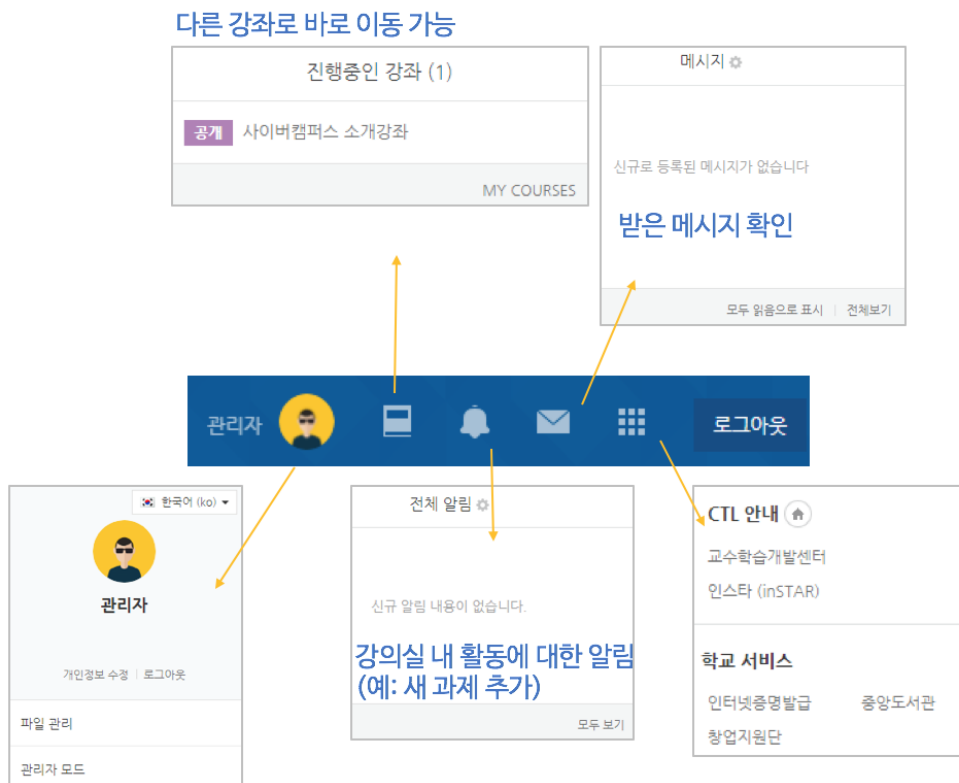 다른 강좌로 바로 이동 가능
진행중인 강좌 (1)
공개 사이버캠퍼스 소개강좌
MY COURSES
메시지
신규로 등록된 메시지가 없습니다
받은 메시지 확인
모두 읽음으로 표시 | 전체보기
관리자
로그아웃
한국어 (ko)
관리자
개인정보 수정 | 로그아웃
파일 관리
관리자 모드
전체 알림
신규 알림 내용이 없습니다.
강의실 내 활동에 대한 알림
(예: 새 과제 추가)
모두 보기
CTL 안내
교수학습개발센터
인스타 (inSTAR)
학교 서비스
인터넷증명발급 중앙도서관
창업지원단